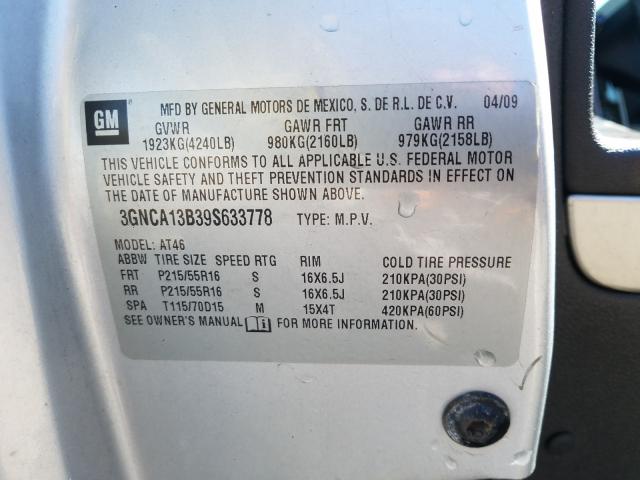 GM
MFD BY GENERAL MOTORS DE MEXICO, S. DE R.L. DE C.V. 04/09
GVWR GAWR FRT GAWR RR
1923KG(4240LB) 980KG(2160LB) 979KG(2158LB)
THIS VEHICLE CONFORMS TO ALL APPLICABLE U.S. FEDERAL MOTOR
VEHICLE SAFETY AND THEFT PREVENTION STANDARDS IN EFFECT ON
THE DATE OF MANUFACTURE SHOWN ABOVE.
3GNCA13B39S633778 TYPE: M.P.V.
MODEL: AT46
ABBW TIRE SIZE SPEED RTG RIM COLD TIRE PRESSURE
FRT P215/55R16 S 16X6.5J 210KPA(30PSI)
RR P215/55R16 S 16X6.5J 210KPA(30PSI)
SPA T115/70D15 M 15X4T 420KPA(60PSI)
SEE OWNER'S MANUAL FOR MORE INFORMATION.